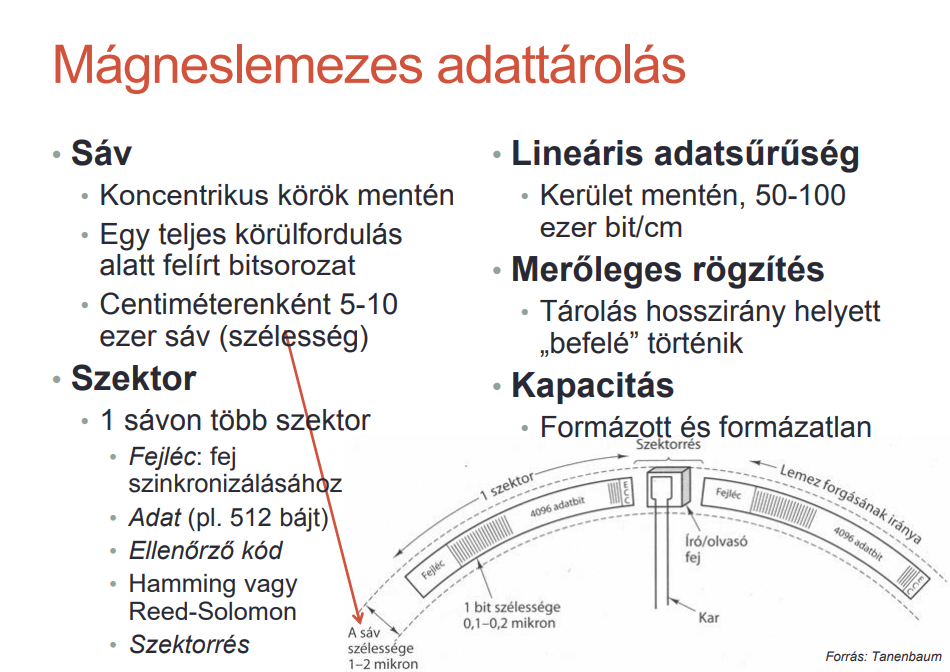 Mágneslemezes adattárolás
• Sáv
• Koncentrikus körök mentén
• Egy teljes körülfordulás
alatt felírt bitsorozat
• Centiméterenként 5-10
ezer sáv (szélesség)
• Szektor
• 1 sávon több szektor
• Fejléc: fej
szinkronizálásához
• Adat (pl. 512 bájt)
• Ellenőrző kód
• Hamming vagy
Reed-Solomon
• Szektorrés
• Lineáris adatsűrűség
• Kerület mentén, 50-100
ezer bit/cm
• Merőleges rögzítés
• Tárolás hosszirány helyett
„befelé” történik
• Kapacitás
• Formázott és formázatlan
Szektorrés
1 szektor
Lemez forgásának iránya
Fejléc
4096 adatbit
ECC
Fejléc
4096 adatbit
ECC
Író/olvasó
fej
1 bit szélessége
0,1–0,2 mikron
Kar
A sáv
szélessége
1–2 mikron
Forrás: Tanenbaum